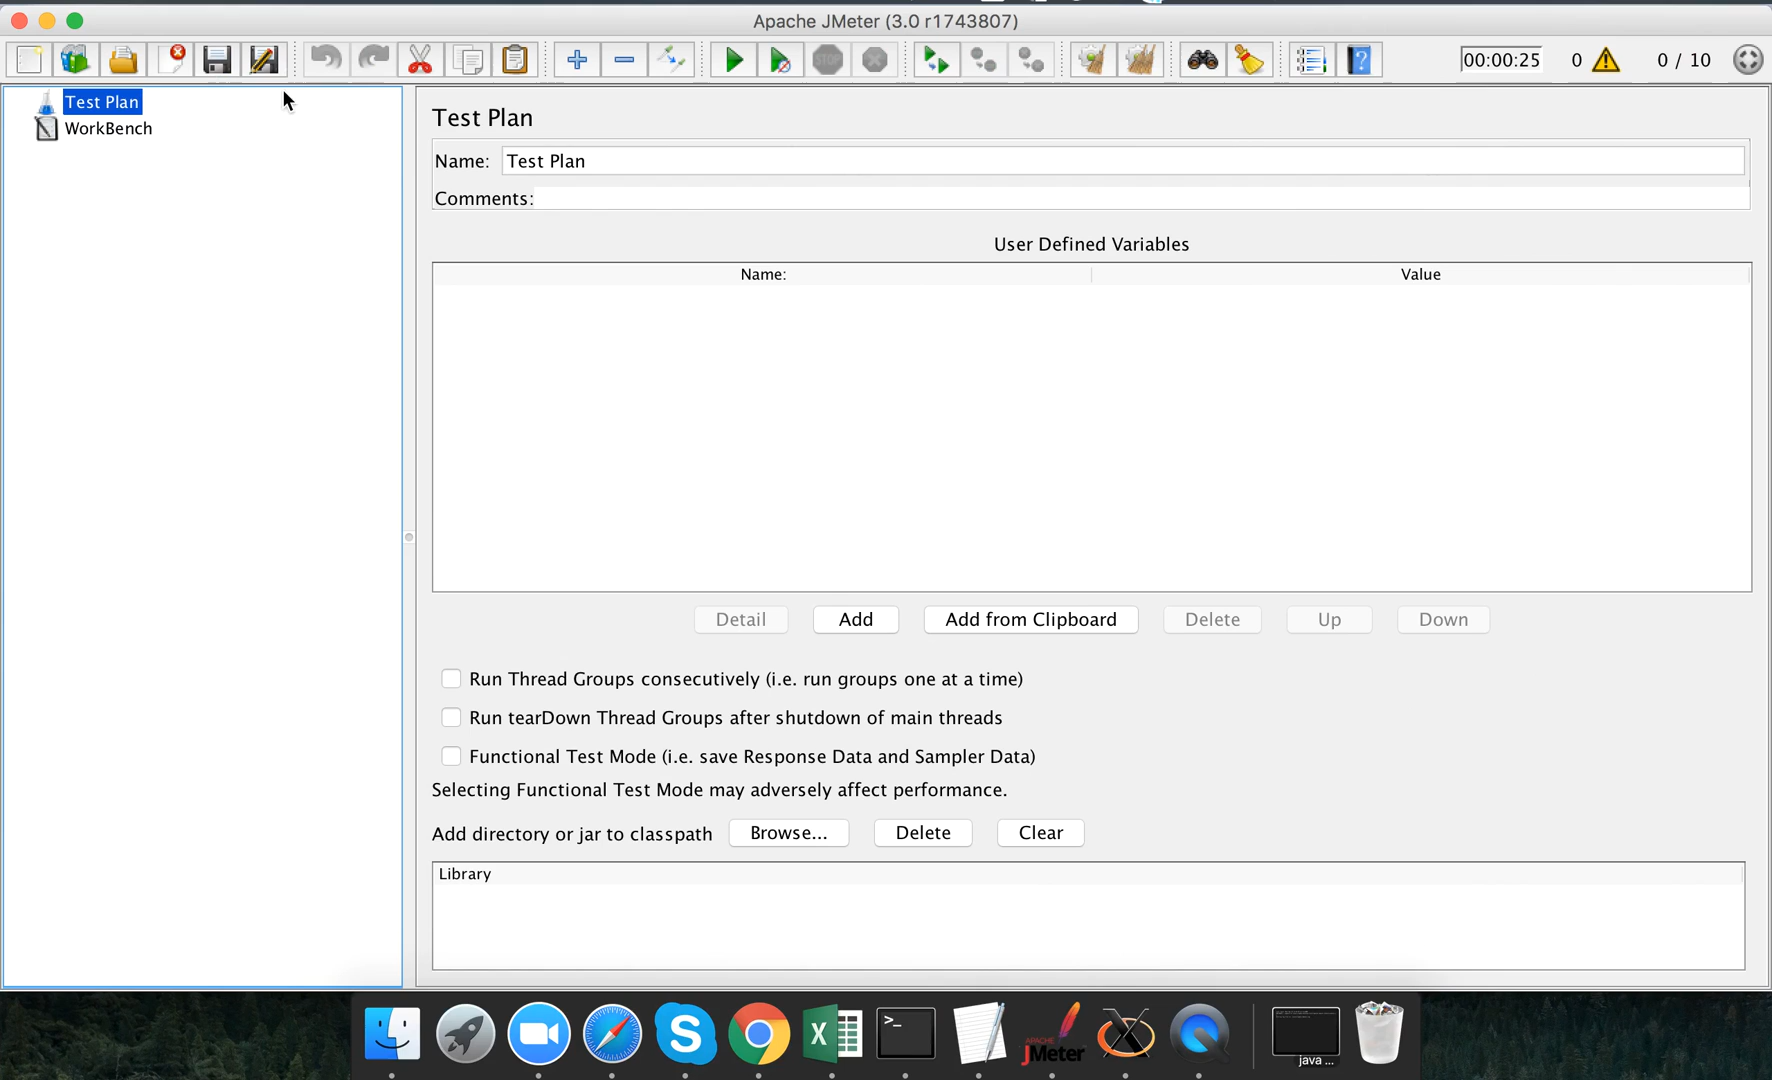 Apache JMeter (3.0 r1743807)
STOP
00:00:25 0 0 / 10
Test Plan
WorkBench
Test Plan
Name: Test Plan
Comments:
User Defined Variables
Name: Value
Detail Add Add from Clipboard Delete Up Down
Run Thread Groups consecutively (i.e. run groups one at a time)
Run tearDown Thread Groups after shutdown of main threads
Functional Test Mode (i.e. save Response Data and Sampler Data)
Selecting Functional Test Mode may adversely affect performance.
Add directory or jar to classpath Browse... Delete Clear
Library
APACHE
JMeter
java ...